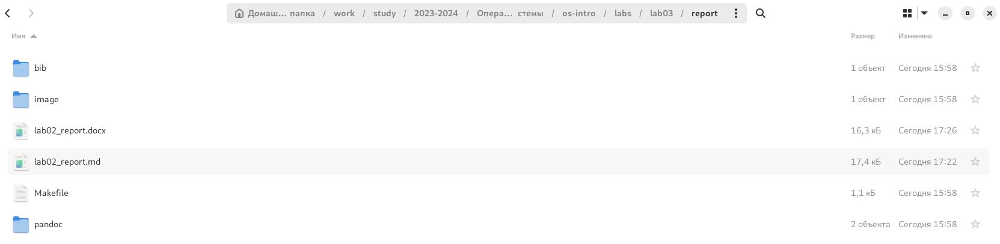 Домаш… папка / work / study / 2023-2024 / Опера… стемы / os-intro / labs / lab03 / report
Имя Размер Изменено
bib 1 объект Сегодня 15:58
image 1 объект Сегодня 15:58
lab02_report.docx 16,3 кБ Сегодня 17:26
lab02_report.md 17,4 кБ Сегодня 17:22
Makefile 1,1 кБ Сегодня 15:58
pandoc 2 объекта Сегодня 15:58